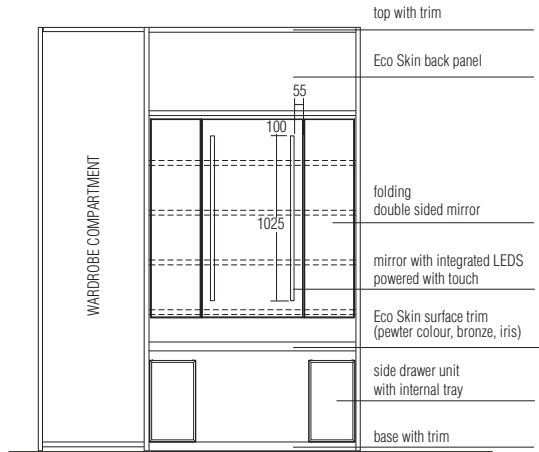 top with trim
Eco Skin back panel
55
100
WARDROBE COMPARTMENT
folding
double sided mirror
1025
mirror with integrated LEDS
powered with touch
Eco Skin surface trim
(pewter colour, bronze, iris)
side drawer unit
with internal tray
base with trim